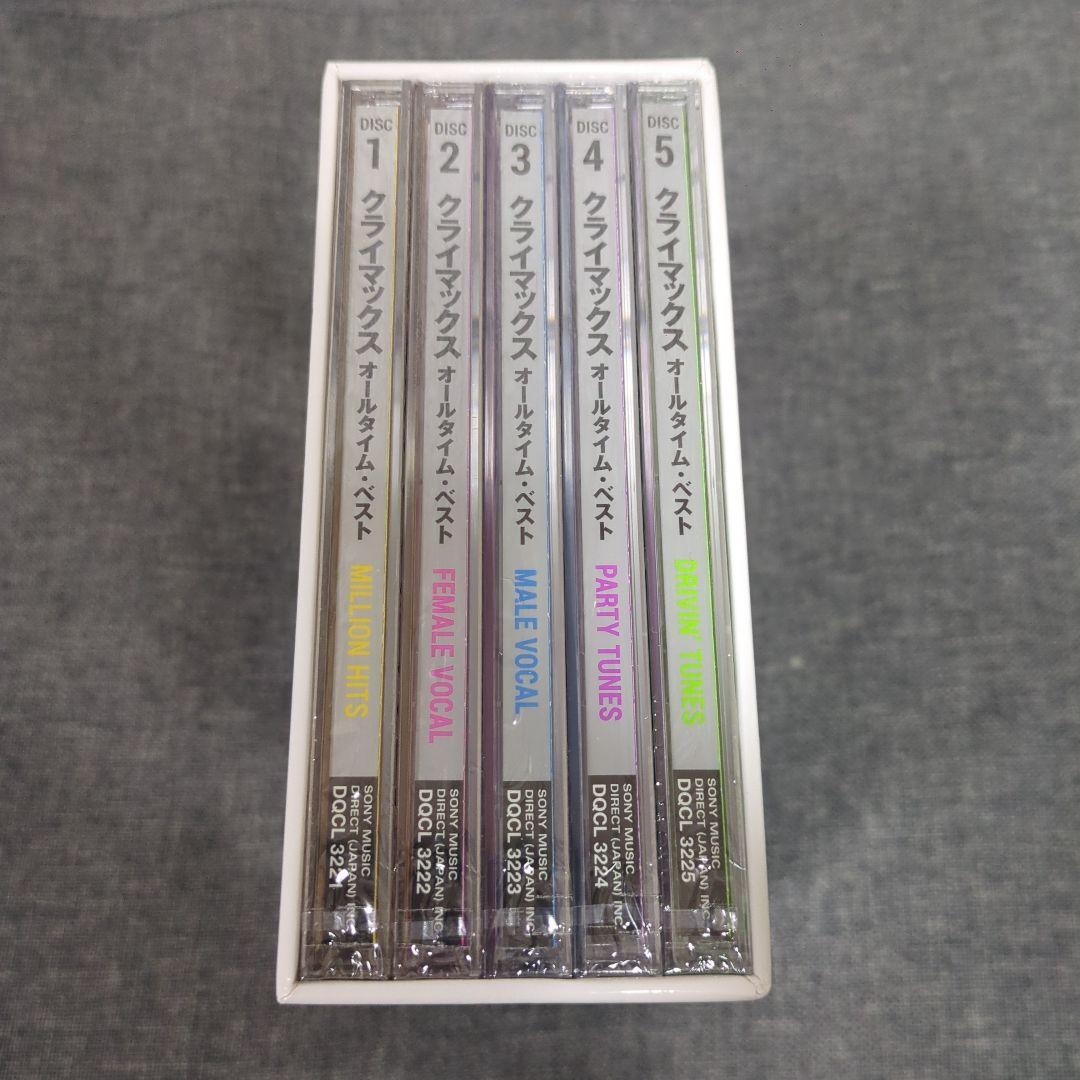 DISC
1
クライマックス オールタイム・ベスト
MILLION HITS
SONY MUSIC
DIRECT (JAPAN) INC.
DQCL 3221
DISC
2
クライマックス オールタイム・ベスト
FEMALE VOCAL
SONY MUSIC
DIRECT (JAPAN) INC.
DQCL 3222
DISC
3
クライマックス オールタイム・ベスト
MALE VOCAL
SONY MUSIC
DIRECT (JAPAN) INC.
DQCL 3223
DISC
4
クライマックス オールタイム・ベスト
PARTY TUNES
SONY MUSIC
DIRECT (JAPAN) INC.
DQCL 3224
DISC
5
クライマックス オールタイム・ベスト
DRIVIN' TUNES
SONY MUSIC
DIRECT (JAPAN) INC.
DQCL 3225